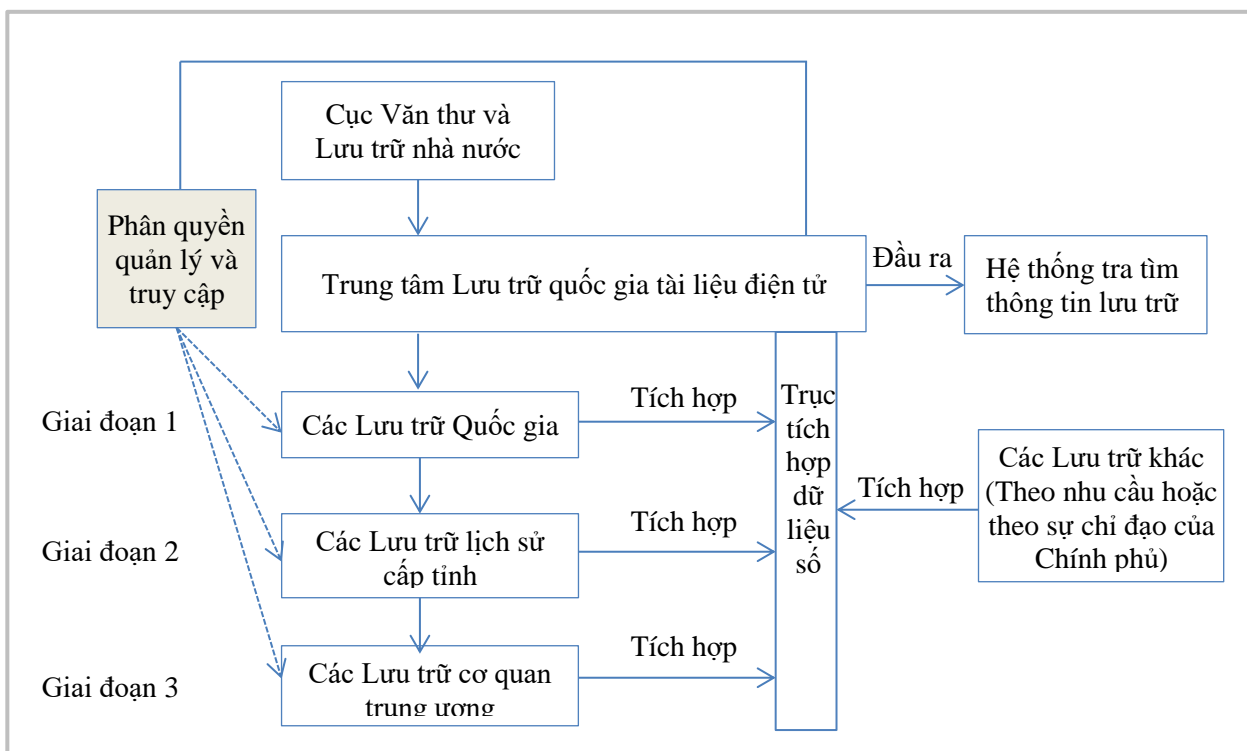 Cục Văn thư và
Lưu trữ nhà nước
Phân quyền
quản lý và
truy cập
Trung tâm Lưu trữ quốc gia tài liệu điện tử
Đầu ra
Hệ thống tra tìm
thông tin lưu trữ
Giai đoạn 1
Các Lưu trữ Quốc gia
Tích hợp
Trục
tích
hợp
dữ
liệu
số
Tích hợp
Các Lưu trữ khác
(Theo nhu cầu hoặc
theo sự chỉ đạo của
Chính phủ)
Giai đoạn 2
Các Lưu trữ lịch sử
cấp tỉnh
Tích hợp
Giai đoạn 3
Các Lưu trữ cơ quan
trung ương
Tích hợp